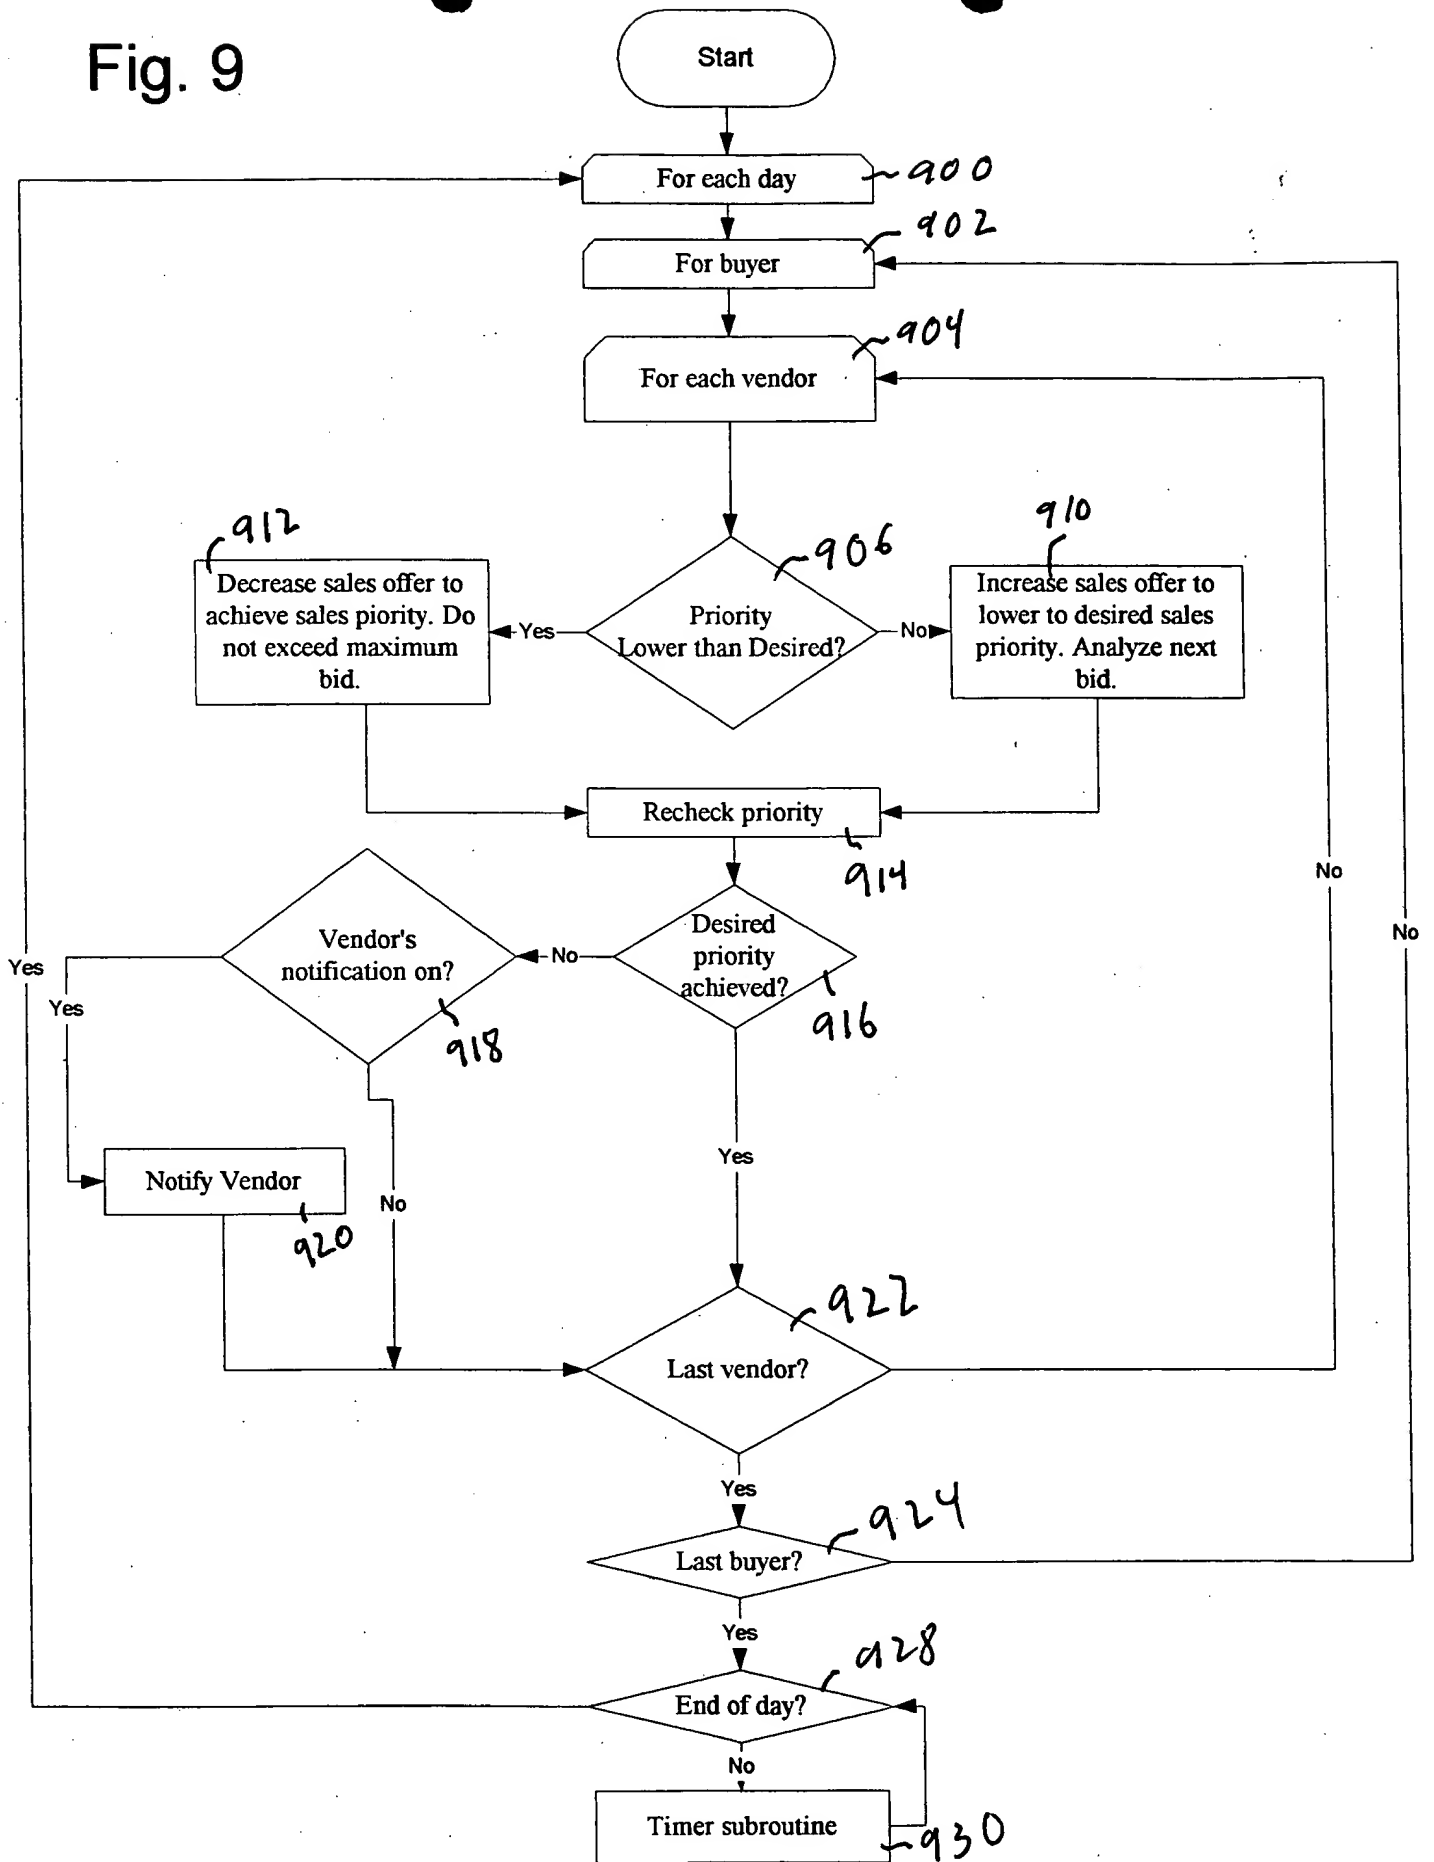 Fig. 9
Start
For each day
900
For buyer
902
For each vendor
904
912
Decrease sales offer to
achieve sales piority. Do
not exceed maximum
bid.
Yes
906
Priority
Lower than Desired?
No
910
Increase sales offer to
lower to desired sales
priority. Analyze next
bid.
Recheck priority
914
No
No
Yes
Yes
Vendor's
notification on?
918
No
Desired
priority
achieved?
916
Yes
Notify Vendor
920
No
Last vendor?
922
Yes
Last buyer?
924
Yes
End of day?
928
No
Timer subroutine
930